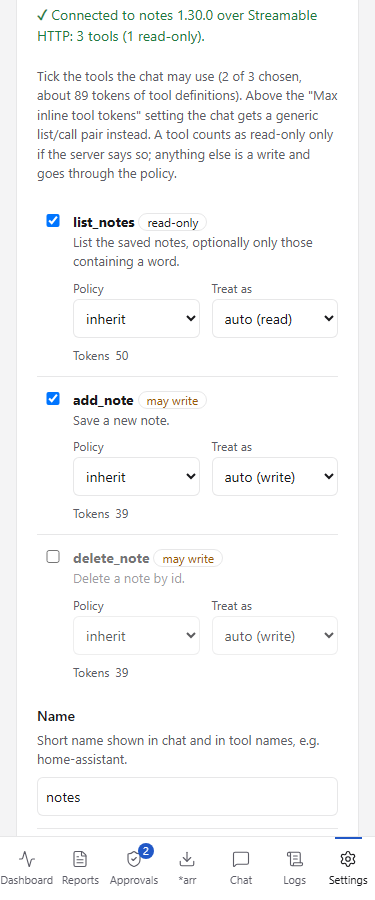 ✓ Connected to notes 1.30.0 over Streamable
HTTP: 3 tools (1 read-only).
Tick the tools the chat may use (2 of 3 chosen,
about 89 tokens of tool definitions). Above the "Max
inline tool tokens" setting the chat gets a generic
list/call pair instead. A tool counts as read-only only
if the server says so; anything else is a write and
goes through the policy.
list_notes read-only
List the saved notes, optionally only those
containing a word.
Policy Treat as
inherit auto (read)
Tokens 50
add_note may write
Save a new note.
Policy Treat as
inherit auto (write)
Tokens 39
delete_note may write
Delete a note by id.
Policy Treat as
inherit auto (write)
Tokens 39
Name
Short name shown in chat and in tool names, e.g.
home-assistant.
notes
2
Dashboard Reports Approvals *arr Chat Logs Settings